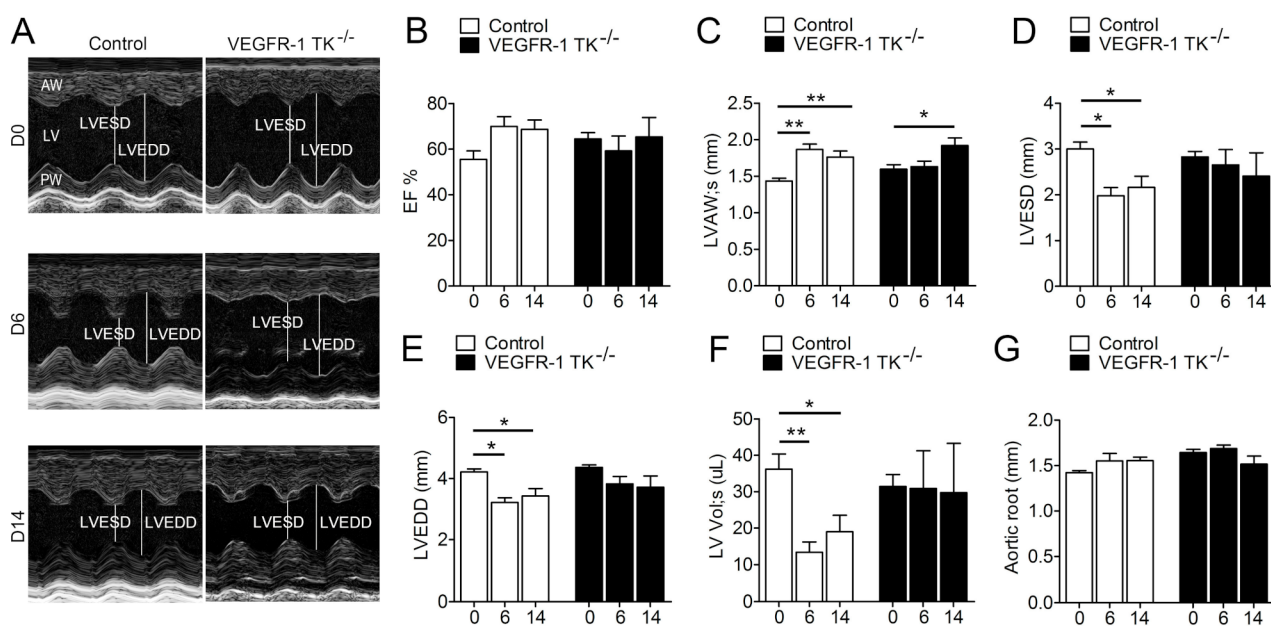 A
Control
VEGFR-1 TK-/-
D0
AW
LV
PW
LVESD
LVEDD
LVESD
LVEDD
D6
LVESD LVEDD
LVESD
LVEDD
D14
LVESD LVEDD
LVESD LVEDD
B
Control
VEGFR-1 TK-/-
EF %
80
60
40
20
0
0 6 14 0 6 14
C
Control
VEGFR-1 TK-/-
LVAW;s (mm)
2.5
2.0
1.5
1.0
0.5
0.0
**
**
*
0 6 14 0 6 14
D
Control
VEGFR-1 TK-/-
LVESD (mm)
4
3
2
1
0
*
*
0 6 14 0 6 14
E
Control
VEGFR-1 TK-/-
LVEDD (mm)
6
4
2
0
*
*
0 6 14 0 6 14
F
Control
VEGFR-1 TK-/-
LV Vol;s (uL)
50
40
30
20
10
0
*
**
0 6 14 0 6 14
G
Control
VEGFR-1 TK-/-
Aortic root (mm)
2.0
1.5
1.0
0.5
0.0
0 6 14 0 6 14